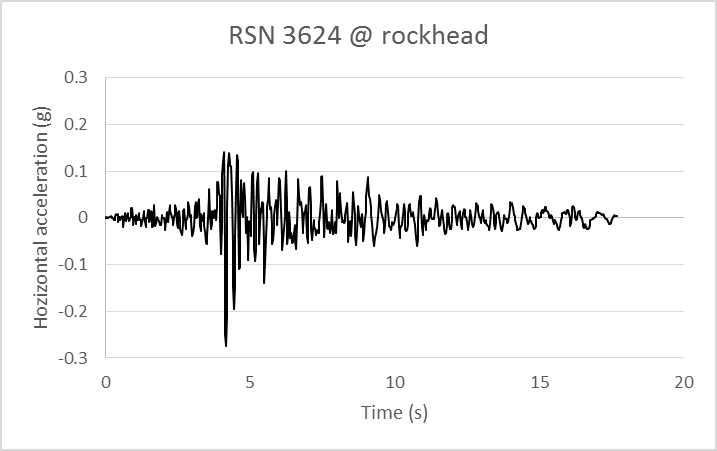 RSN 3624 @ rockhead
0.3
0.2
0.1
0
-0.1
-0.2
-0.3
Hozizontal acceleration (g)
0 5 10 15 20
Time (s)